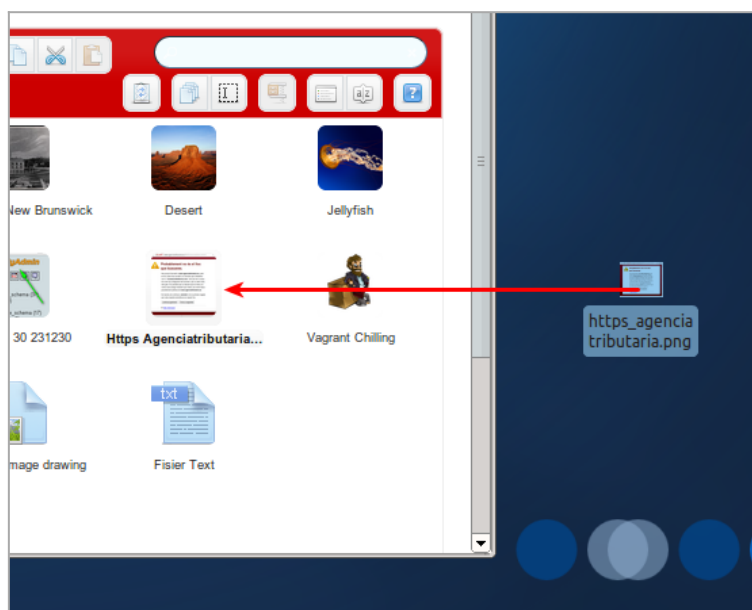 New Brunswick
Desert
Jellyfish
30 231230
Https Agenciatributaria...
Vagrant Chilling
https_agencia
tributaria.png
mage drawing
txt
Fisier Text